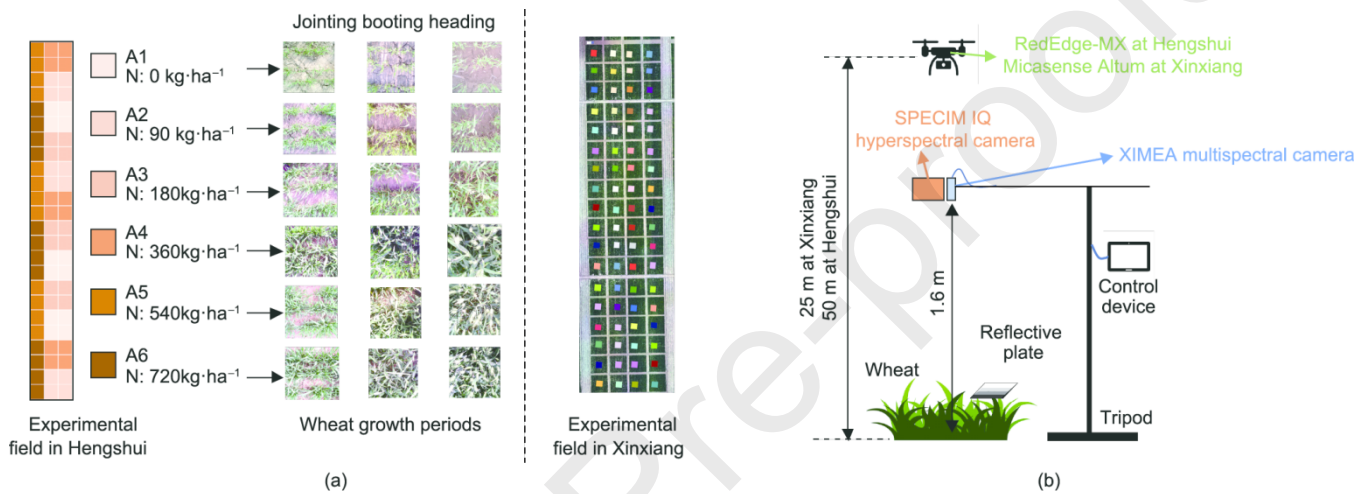 Jointing booting heading
A1
N: 0 kg·ha⁻¹
A2
N: 90 kg·ha⁻¹
A3
N: 180kg·ha⁻¹
A4
N: 360kg·ha⁻¹
A5
N: 540kg·ha⁻¹
A6
N: 720kg·ha⁻¹
Experimental
field in Hengshui
Wheat growth periods
Experimental
field in Xinxiang
(a)
RedEdge-MX at Hengshui
Micasense Altum at Xinxiang
SPECIM IQ
hyperspectral camera
XIMEA multispectral camera
25 m at Xinxiang
50 m at Hengshui
1.6 m
Control
device
Reflective
plate
Wheat
Tripod
(b)
Pre-proof